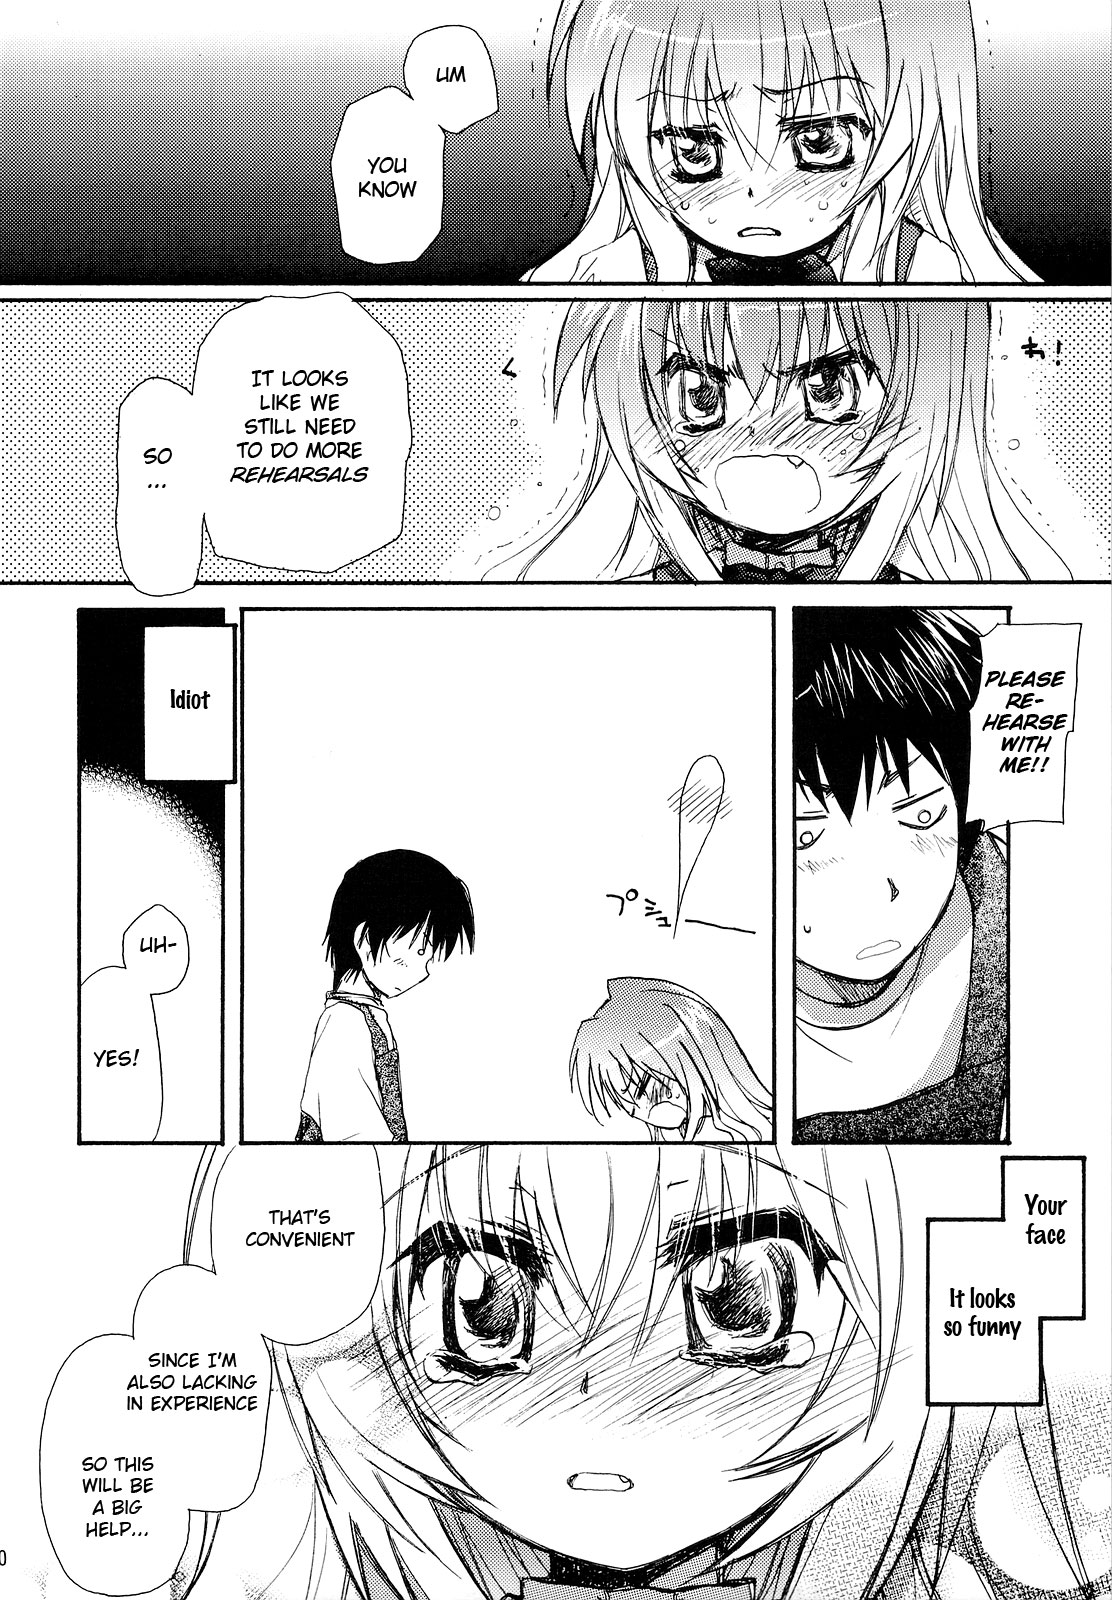 UM
YOU
KNOW
IT LOOKS
LIKE WE
STILL NEED
TO DO MORE
REHEARSALS
SO
...
PLEASE
RE-
HEARSE
WITH
ME!!
プシュー
Idiot
UH-
YES!
Your
face
It looks
so funny
THAT'S
CONVENIENT
SINCE I'M
ALSO LACKING
IN EXPERIENCE
SO THIS
WILL BE
A BIG
HELP...